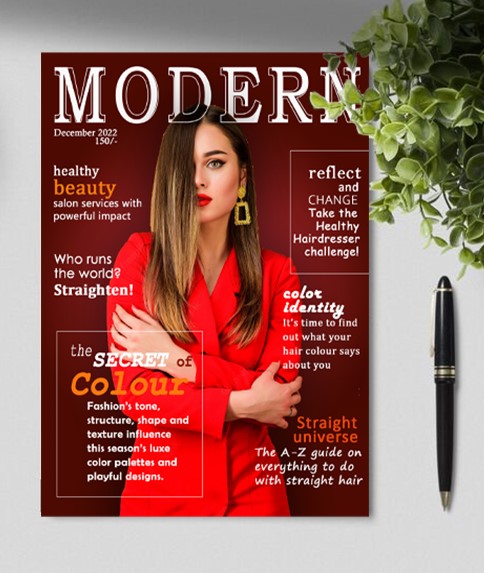 MODERN
December 2022
150/-
healthy
beauty
salon services with
powerful impact
Who runs
the world?
Straighten!
the SECRET of
Colour
Fashion's tone,
structure, shape and
texture influence
this season's luxe
color palettes and
playful designs.
reflect
and
CHANGE
Take the
Healthy
Hairdresser
challenge!
color
identity
It's time to find
out what your
hair colour says
about you
Straight
universe
The A-Z guide on
everything to do
with straight hair